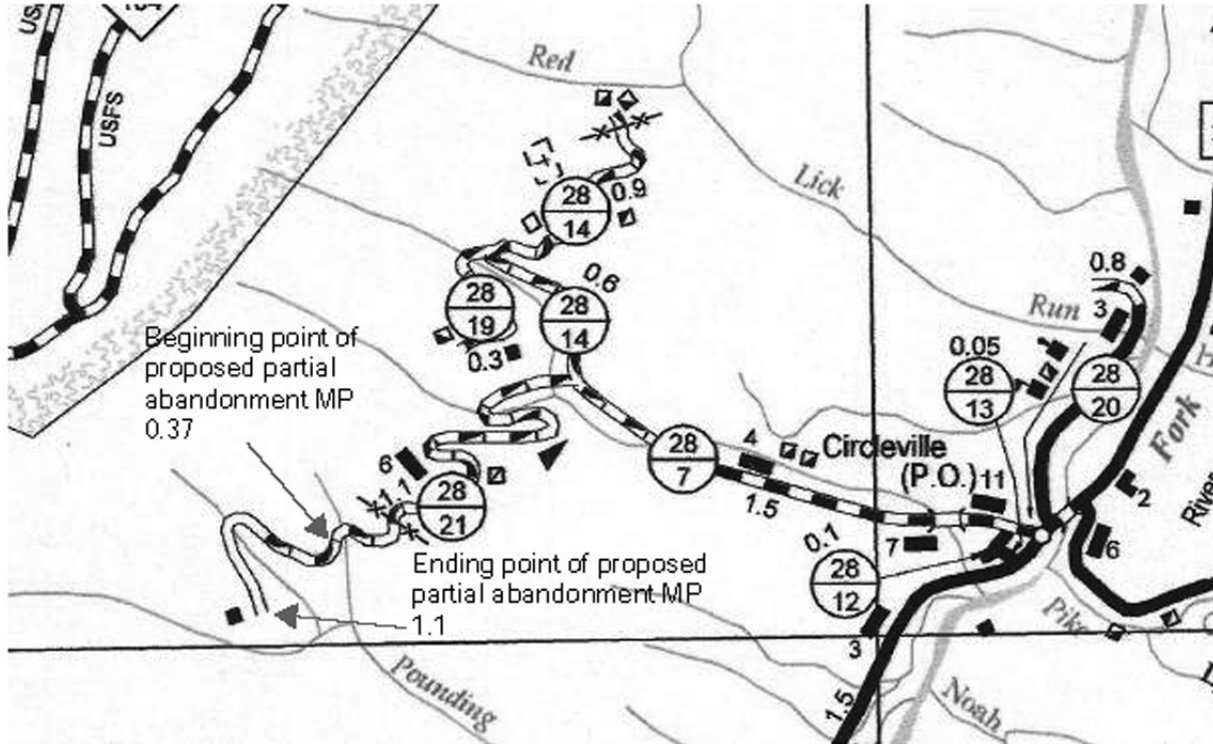 USFS
Red
Lick
Run
0.9
28
14
0.6
28
14
28
19
0.3
0.8
3
0.05
28
13
28
20
Fork
Beginning point of
proposed partial
abandonment MP
0.37
6
1.1
28
21
28
7
4
Circleville
(P.O.)
11
1.5
2
River
7
6
0.1
28
12
3
Ending point of proposed
partial abandonment MP
1.1
Pike
Pounding
Noah
1.5